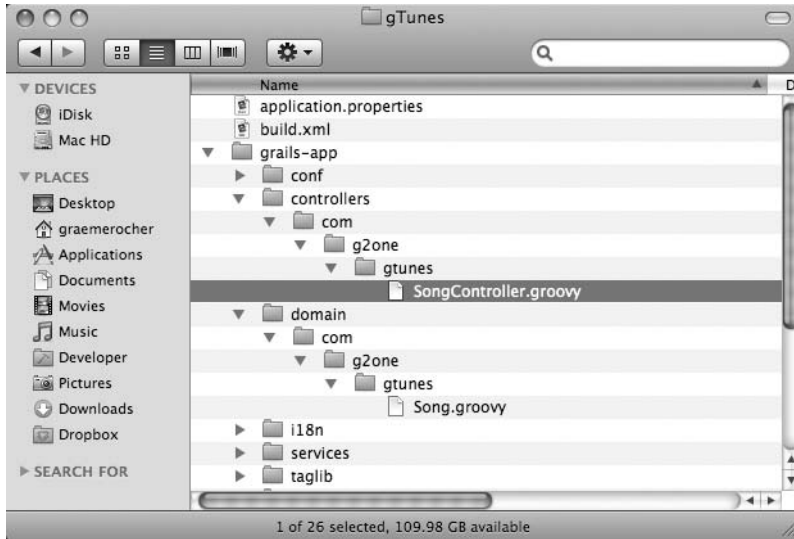 gTunes
Name
D
▼ DEVICES
iDisk
Mac HD
▼ PLACES
Desktop
graemerocher
Applications
Documents
Movies
Music
Developer
Pictures
Downloads
Dropbox
▶ SEARCH FOR
application.properties
build.xml
grails-app
conf
controllers
com
g2one
gtunes
SongController.groovy
domain
com
g2one
gtunes
Song.groovy
i18n
services
taglib
1 of 26 selected, 109.98 GB available